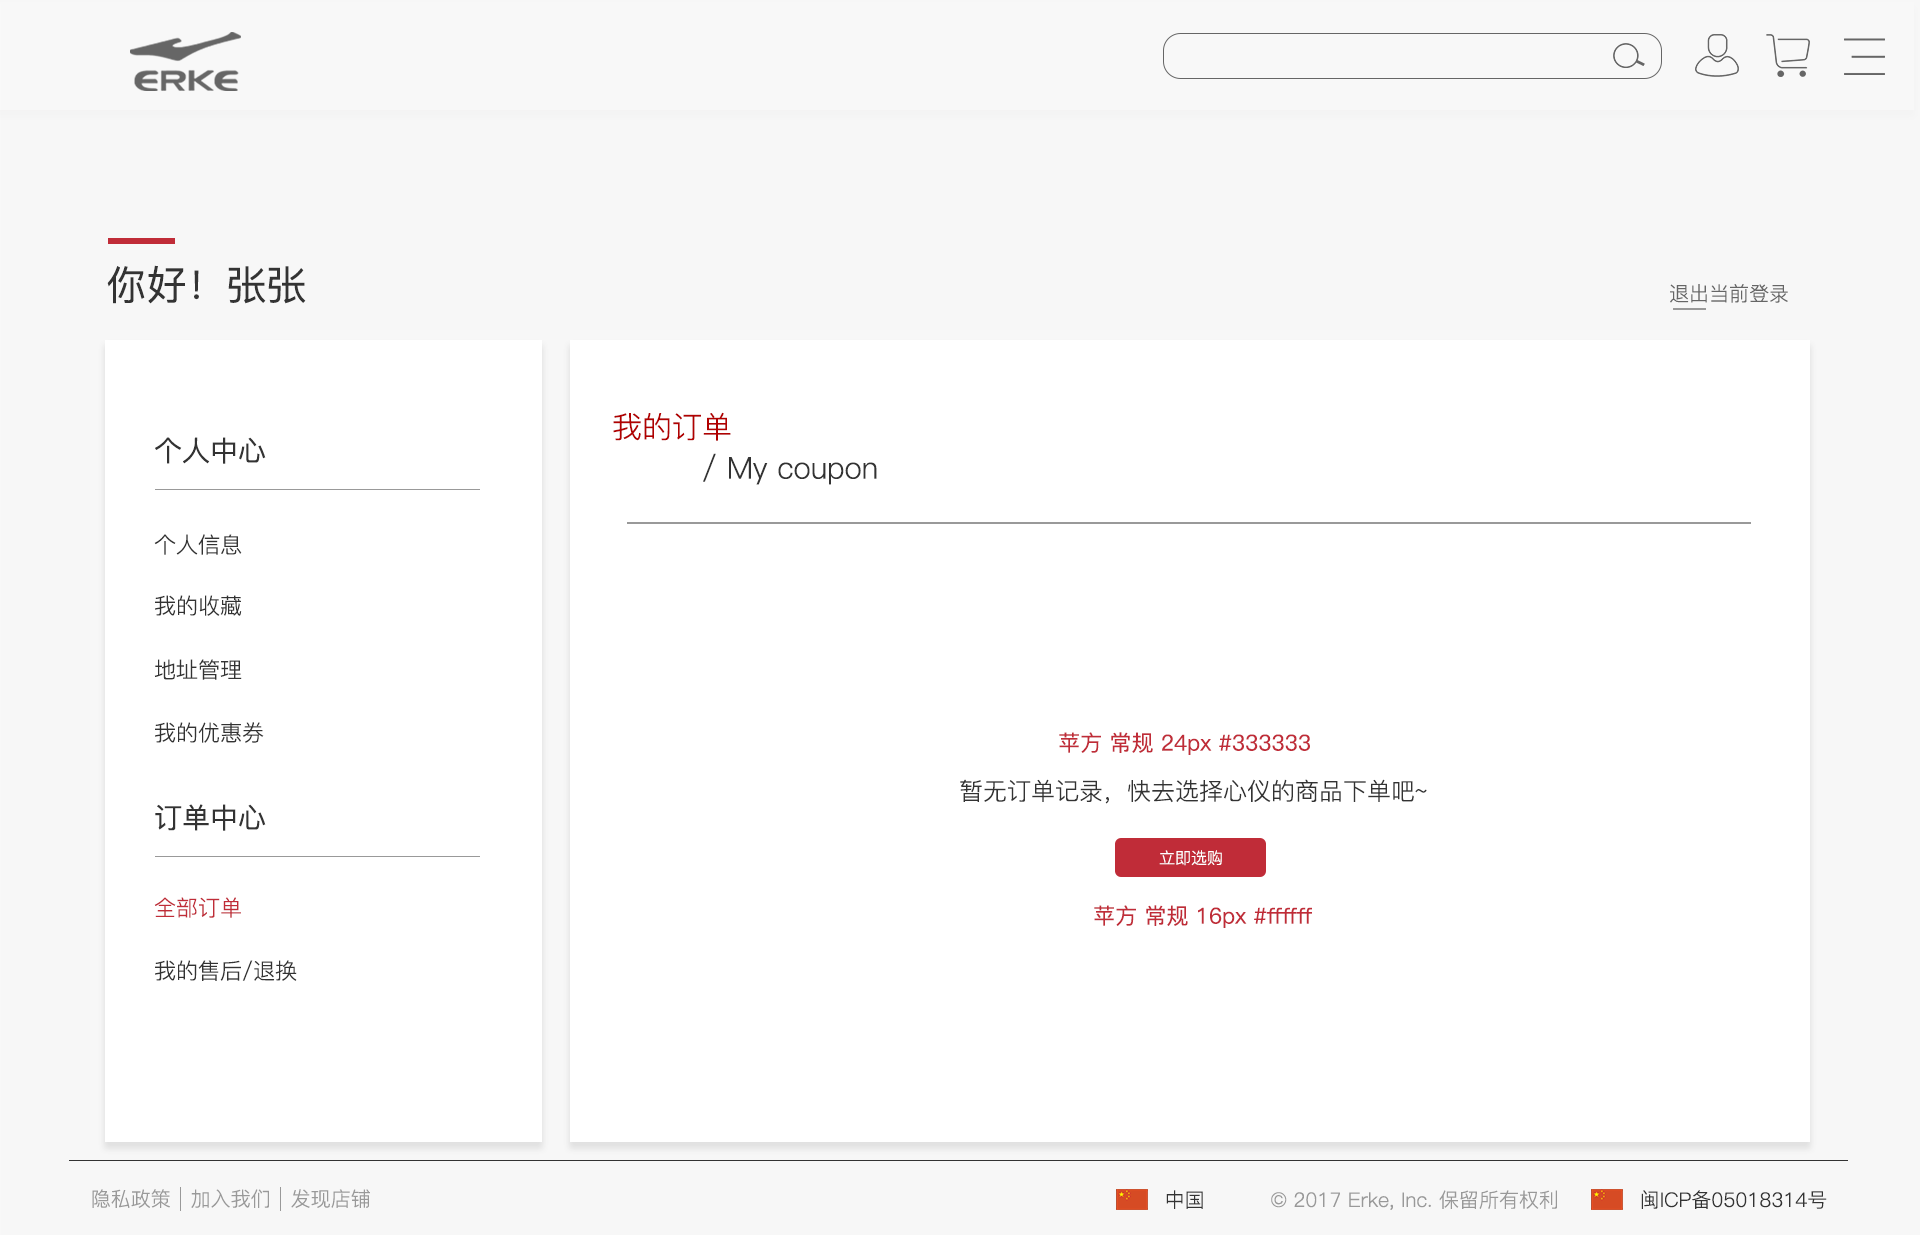 ERKE
你好！张张
退出当前登录
个人中心
个人信息
我的收藏
地址管理
我的优惠券
订单中心
全部订单
我的售后/退换
我的订单
/ My coupon
苹方 常规 24px #333333
暂无订单记录，快去选择心仪的商品下单吧~
立即选购
苹方 常规 16px #ffffff
隐私政策│加入我们│发现店铺
中国
© 2017 Erke, Inc. 保留所有权利
闽ICP备05018314号